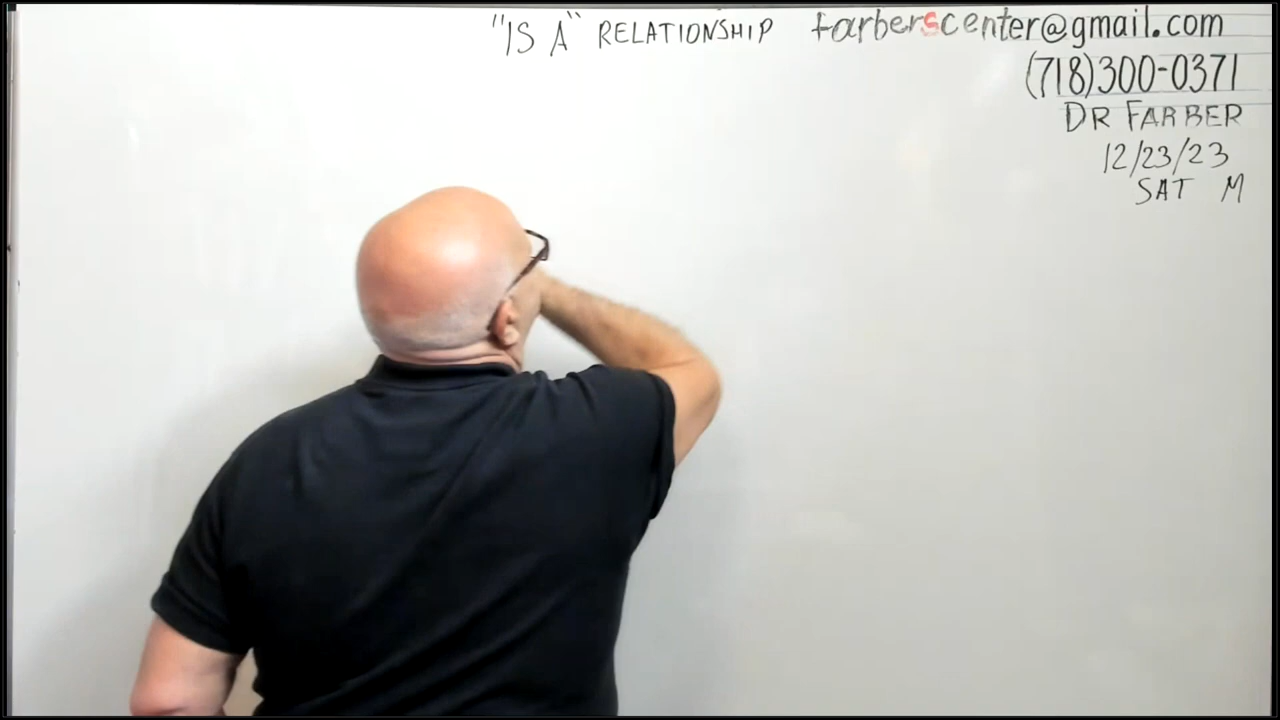 "IS A" RELATIONSHIP farberscenter@gmail.com
(718)300-0371
DR FARBER
12/23/23
SAT M